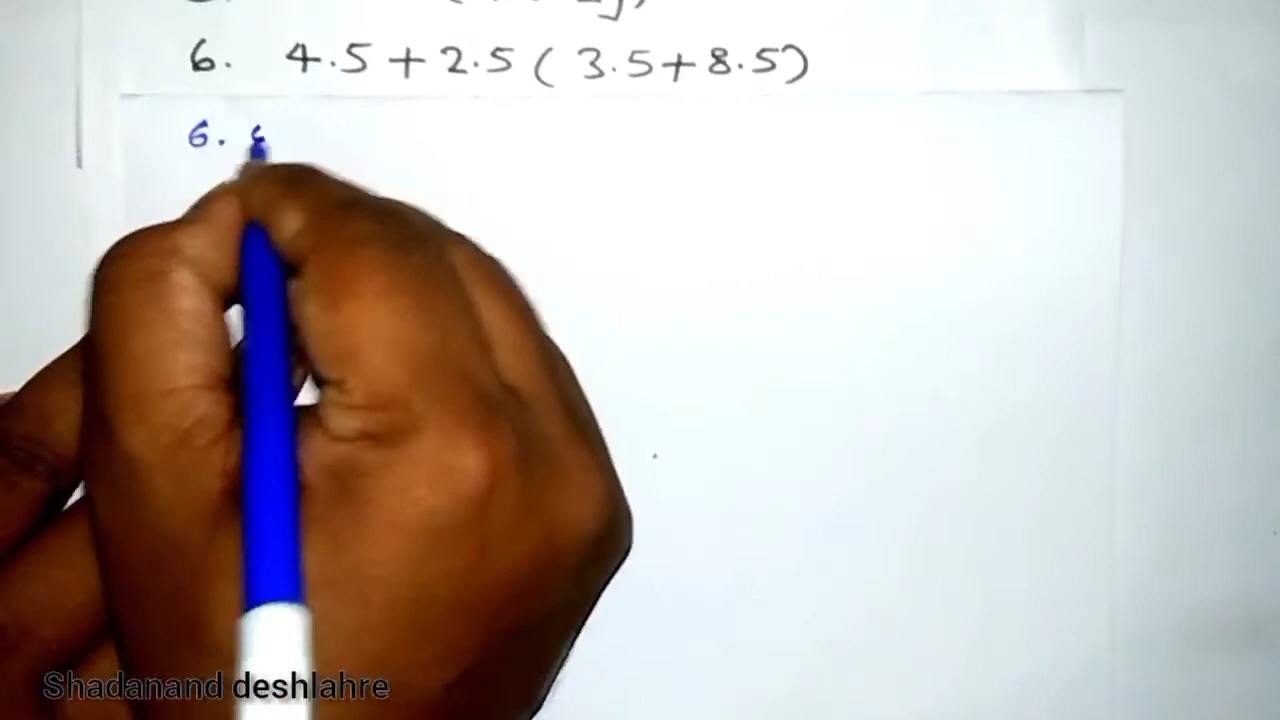 6. 4.5 + 2.5 ( 3.5 + 8.5 )
6.
Shadanand deshlahre